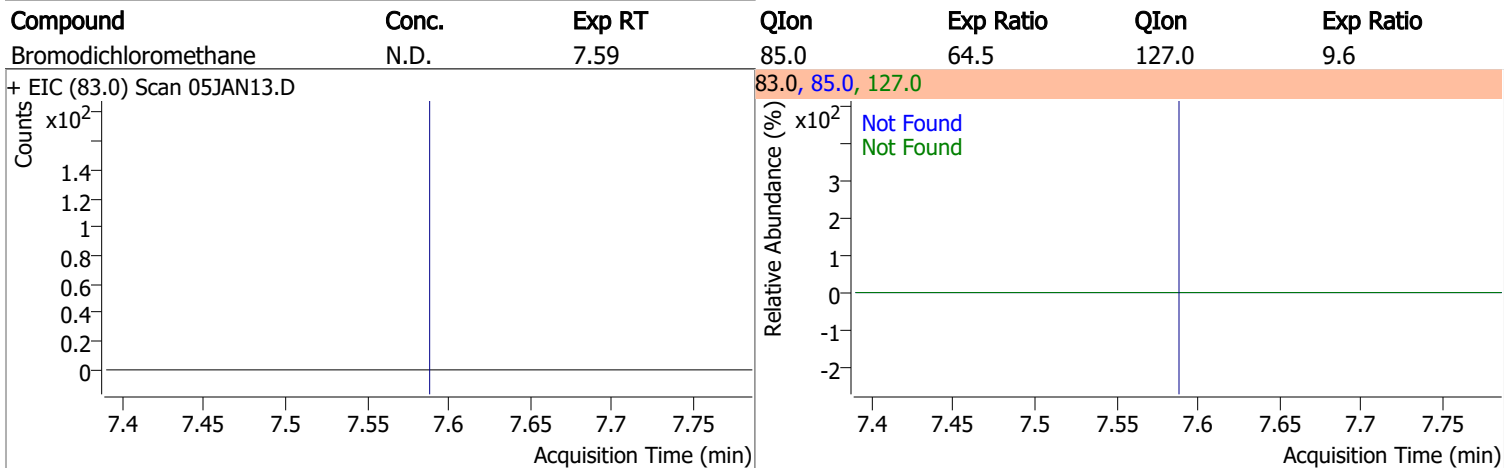 Compound Conc. Exp RT QIon Exp Ratio QIon Exp Ratio
Bromodichloromethane N.D. 7.59 85.0 64.5 127.0 9.6
+ EIC (83.0) Scan 05JAN13.D
Counts
x10²
1.4
1.2
1
0.8
0.6
0.4
0.2
0
7.4 7.45 7.5 7.55 7.6 7.65 7.7 7.75
Acquisition Time (min)
83.0, 85.0, 127.0
Relative Abundance (%)
x10²
Not Found
Not Found
3
2
1
0
-1
-2
7.4 7.45 7.5 7.55 7.6 7.65 7.7 7.75
Acquisition Time (min)